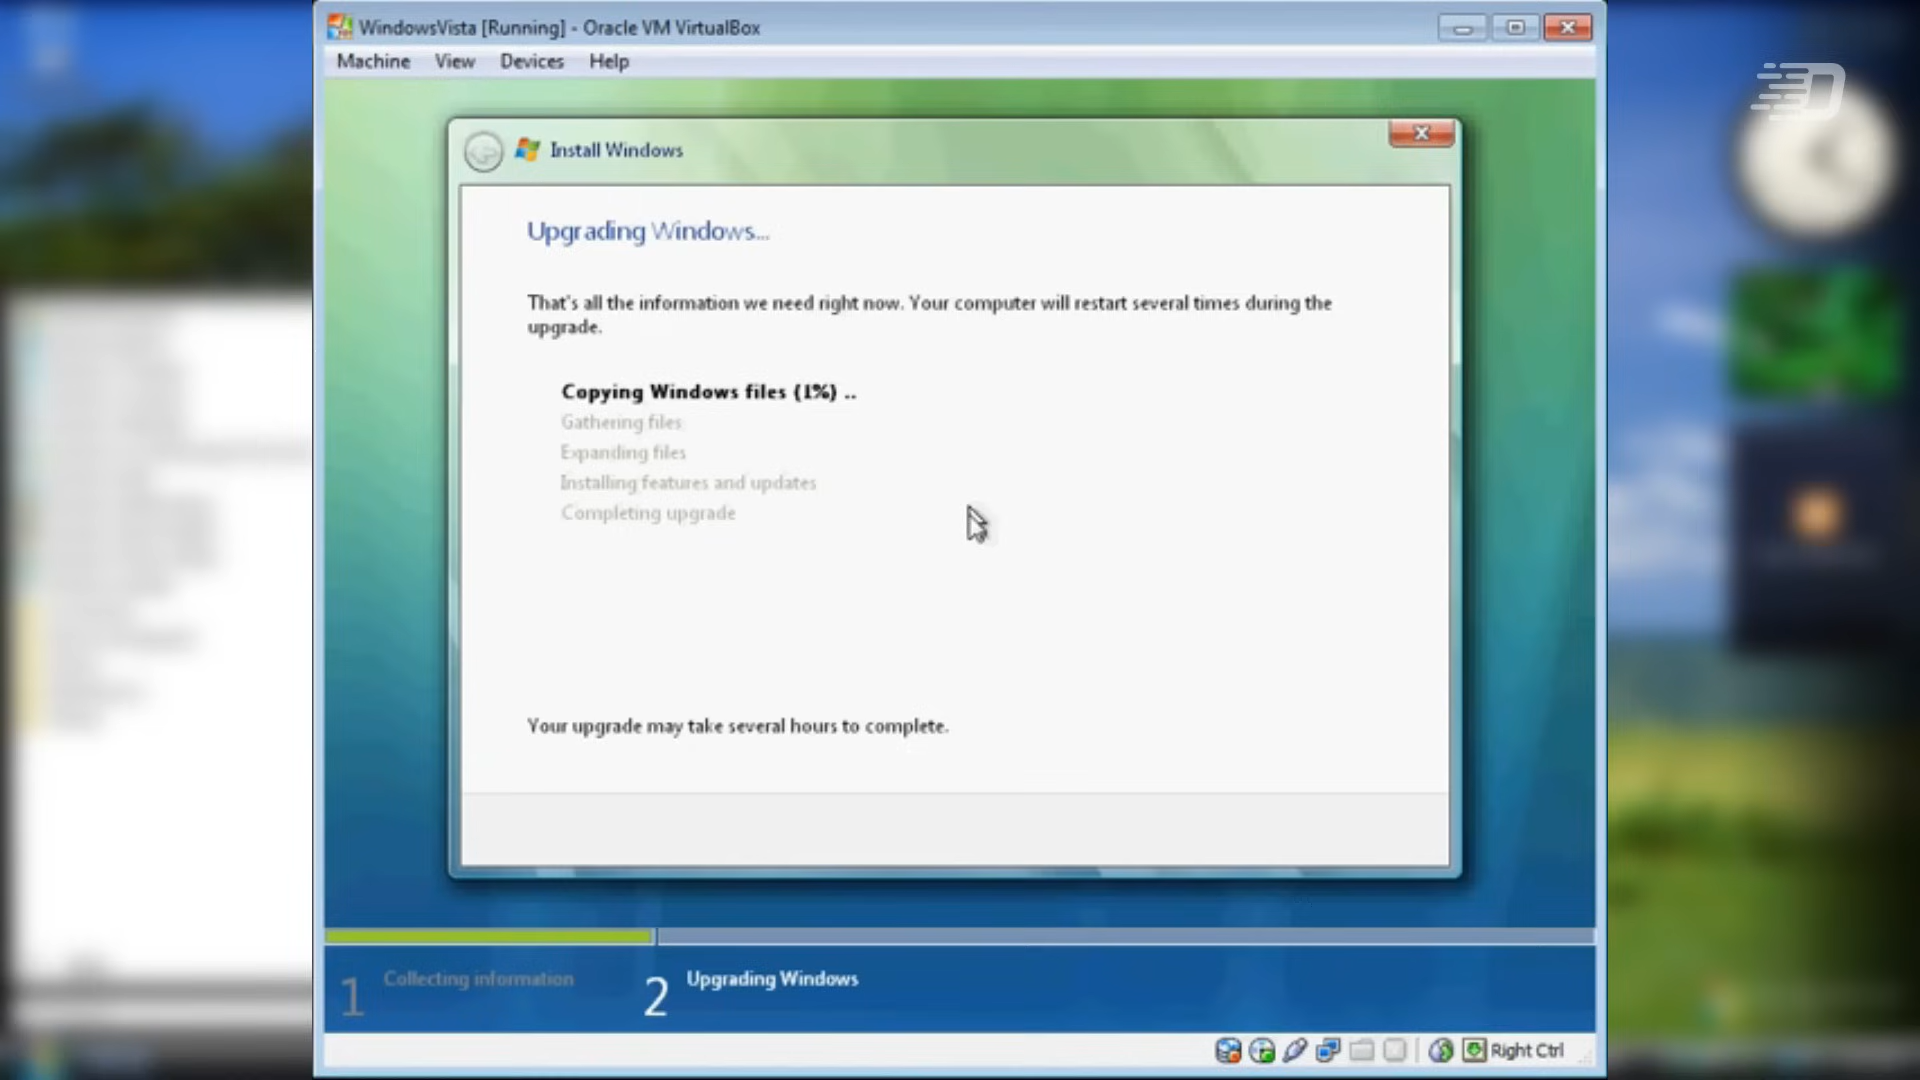 WindowsVista [Running] - Oracle VM VirtualBox
Machine View Devices Help
Install Windows
Upgrading Windows...
That's all the information we need right now. Your computer will restart several times during the
upgrade.
Copying Windows files (1%) ..
Gathering files
Expanding files
Installing features and updates
Completing upgrade
Your upgrade may take several hours to complete.
1 Collecting information 2 Upgrading Windows
Right Ctrl